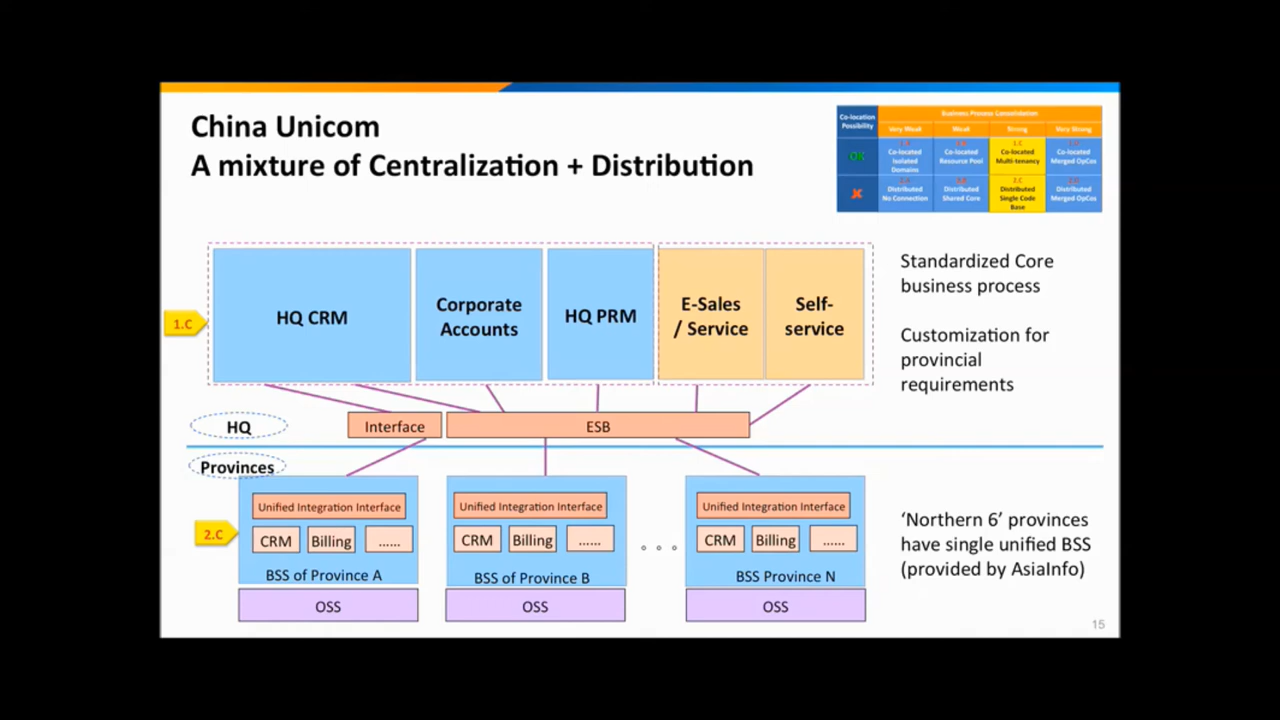 China Unicom
A mixture of Centralization + Distribution
Co-location
Possibility
Business Process Consolidation
Very Weak
Weak
Strong
Very Strong
OK
Co-located
Isolated
Domains
Co-located
Resource Pool
1.C
Co-located
Multi-tenancy
Co-located
Merged OpCos
Distributed
No Connection
Distributed
Shared Core
2.C
Distributed
Single Code
Base
Distributed
Merged OpCos
1.C
HQ CRM
Corporate
Accounts
HQ PRM
E-Sales
/ Service
Self-
service
Standardized Core
business process
Customization for
provincial
requirements
HQ
Interface
ESB
Provinces
2.C
Unified Integration Interface
CRM
Billing
......
BSS of Province A
OSS
Unified Integration Interface
CRM
Billing
......
BSS of Province B
OSS
Unified Integration Interface
CRM
Billing
......
BSS Province N
OSS
‘Northern 6’ provinces
have single unified BSS
(provided by AsiaInfo)
15